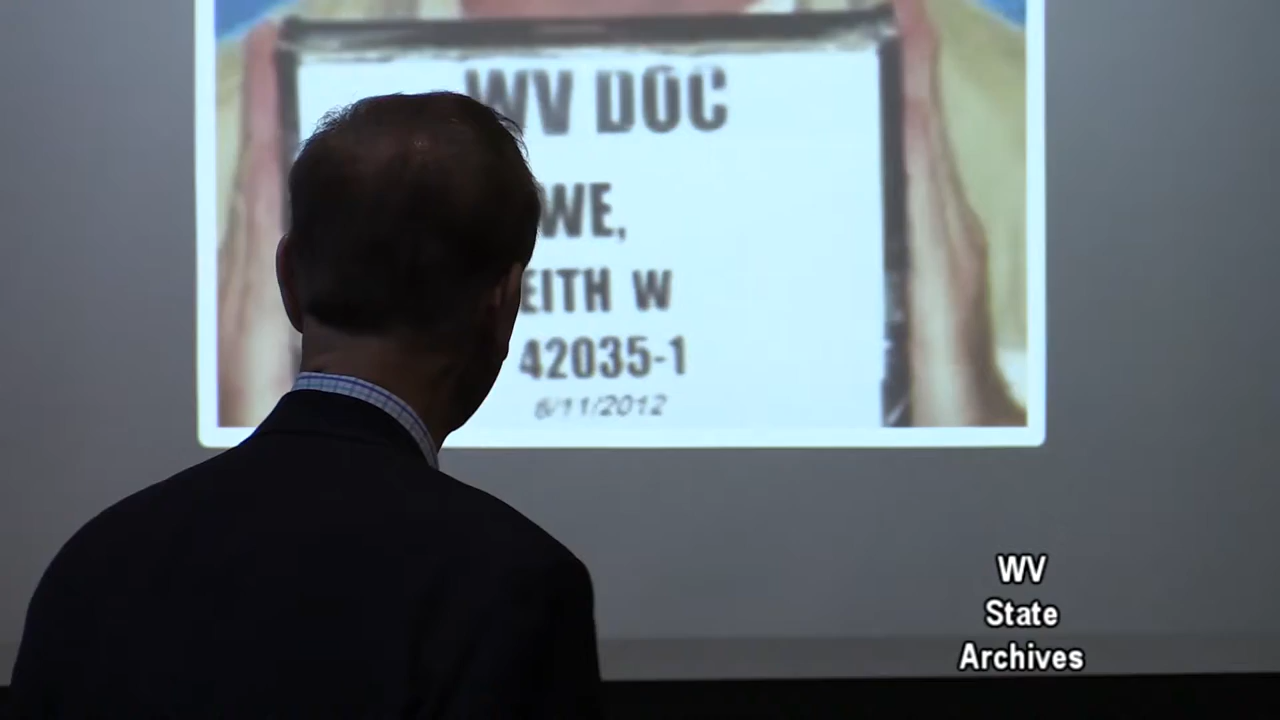 WV DOC
WE,
EITH W
42035-1
6/11/2012
WV
State
Archives